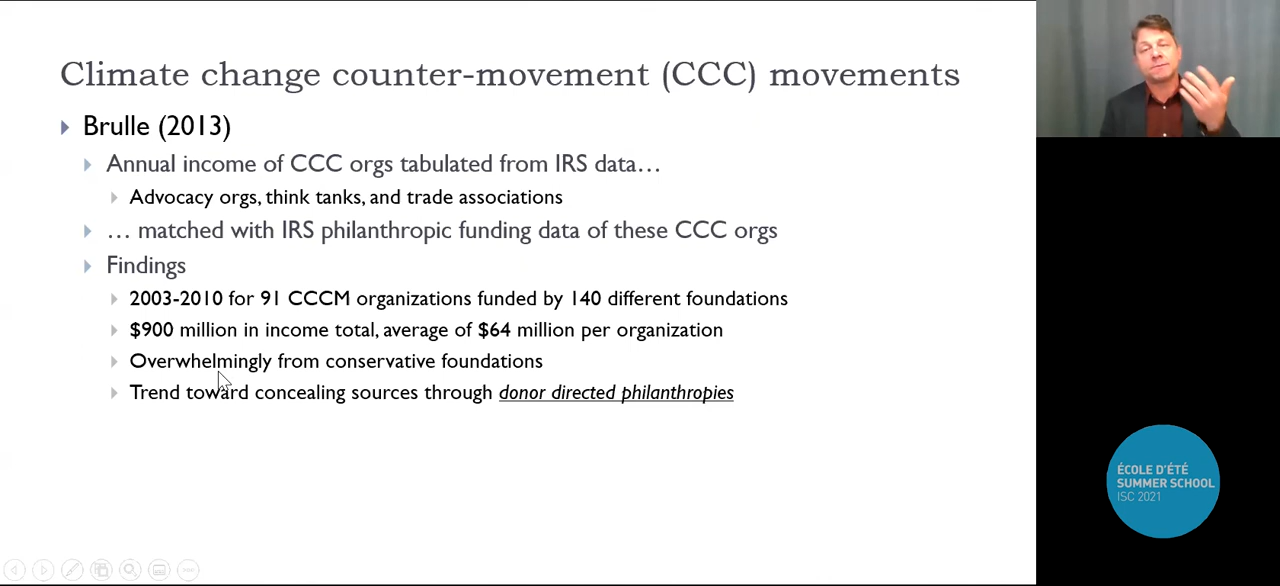 Climate change counter-movement (CCC) movements
Brulle (2013)
Annual income of CCC orgs tabulated from IRS data…
Advocacy orgs, think tanks, and trade associations
… matched with IRS philanthropic funding data of these CCC orgs
Findings
2003-2010 for 91 CCCM organizations funded by 140 different foundations
$900 million in income total, average of $64 million per organization
Overwhelmingly from conservative foundations
Trend toward concealing sources through donor directed philanthropies
ÉCOLE D'ÉTÉ
SUMMER SCHOOL
ISC 2021